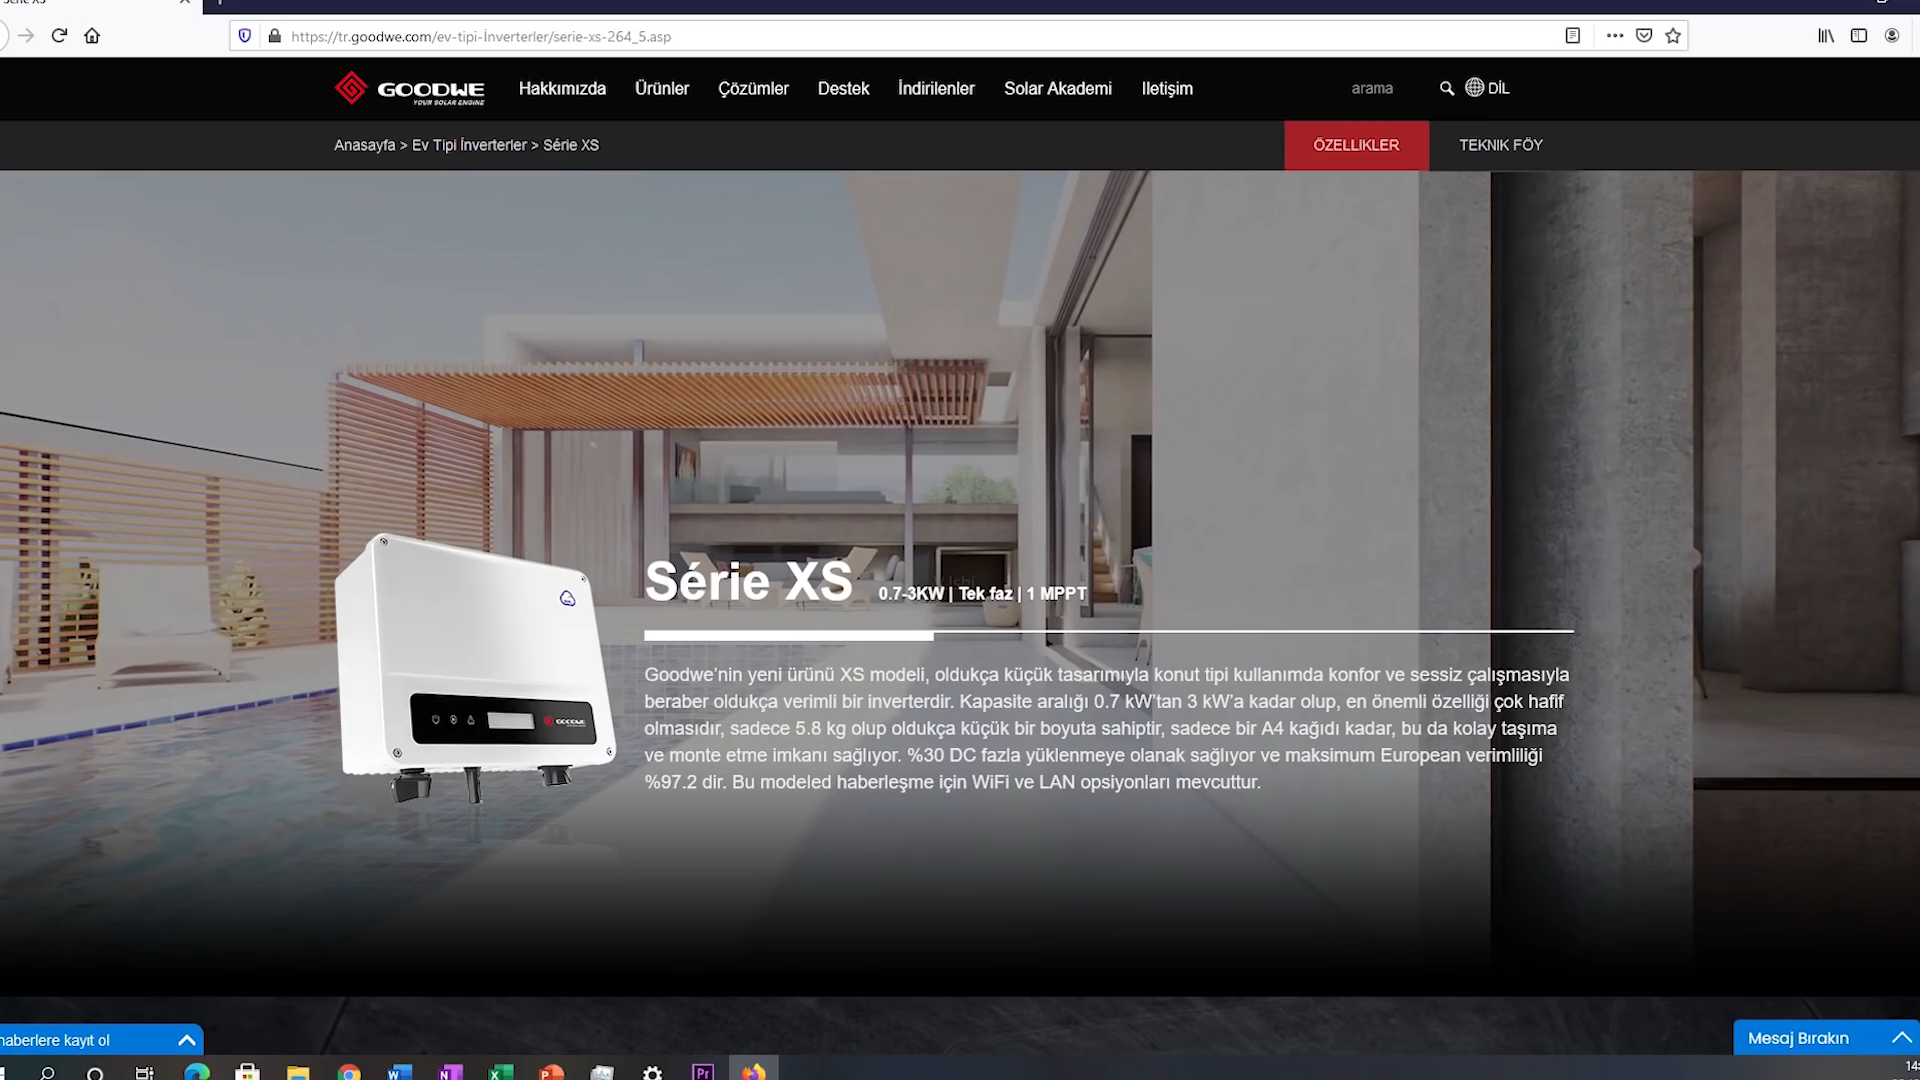 https://tr.goodwe.com/ev-tipi-İnverterler/serie-xs-264_5.asp
GOODWE
YOUR SOLAR ENGINE
Hakkımızda Ürünler Çözümler Destek İndirilenler Solar Akademi Iletişim arama DİL
Anasayfa > Ev Tipi İnverterler > Série XS ÖZELLIKLER TEKNIK FÖY
Série XS 0.7-3KW | Tek faz | 1 MPPT
Goodwe’nin yeni ürünü XS modeli, oldukça küçük tasarımıyla konut tipi kullanımda konfor ve sessiz çalışmasıyla
beraber oldukça verimli bir inverterdir. Kapasite aralığı 0.7 kW’tan 3 kW’a kadar olup, en önemli özelliği çok hafif
olmasıdır, sadece 5.8 kg olup oldukça küçük bir boyuta sahiptir, sadece bir A4 kağıdı kadar, bu da kolay taşıma
ve monte etme imkanı sağlıyor. %30 DC fazla yüklenmeye olanak sağlıyor ve maksimum European verimliliği
%97.2 dir. Bu modeled haberleşme için WiFi ve LAN opsiyonları mevcuttur.
GOODWE
haberlere kayıt ol
Mesaj Bırakın
Pr